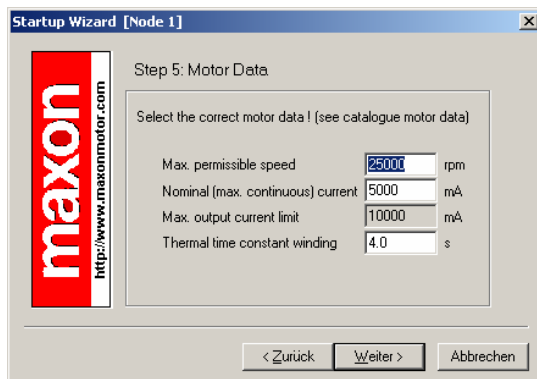 Startup Wizard [Node 1]
maxon
http://www.maxonmotor.com
Step 5: Motor Data
Select the correct motor data ! (see catalogue motor data)
Max. permissible speed 25000 rpm
Nominal (max. continuous) current 5000 mA
Max. output current limit 10000 mA
Thermal time constant winding 4.0 s
< Zurück Weiter > Abbrechen